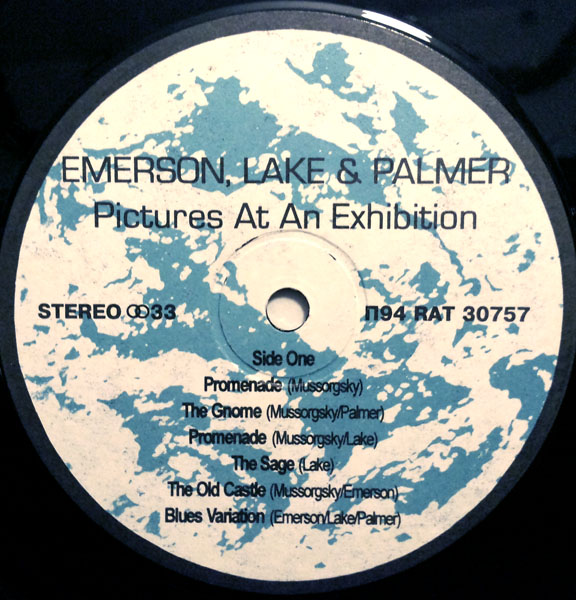 EMERSON, LAKE & PALMER
Pictures At An Exhibition
STEREO ꝏ33 П94 RAT 30757
Side One
Promenade (Mussorgsky)
The Gnome (Mussorgsky/Palmer)
Promenade (Mussorgsky/Lake)
The Sage (Lake)
The Old Castle (Mussorgsky/Emerson)
Blues Variation (Emerson/Lake/Palmer)